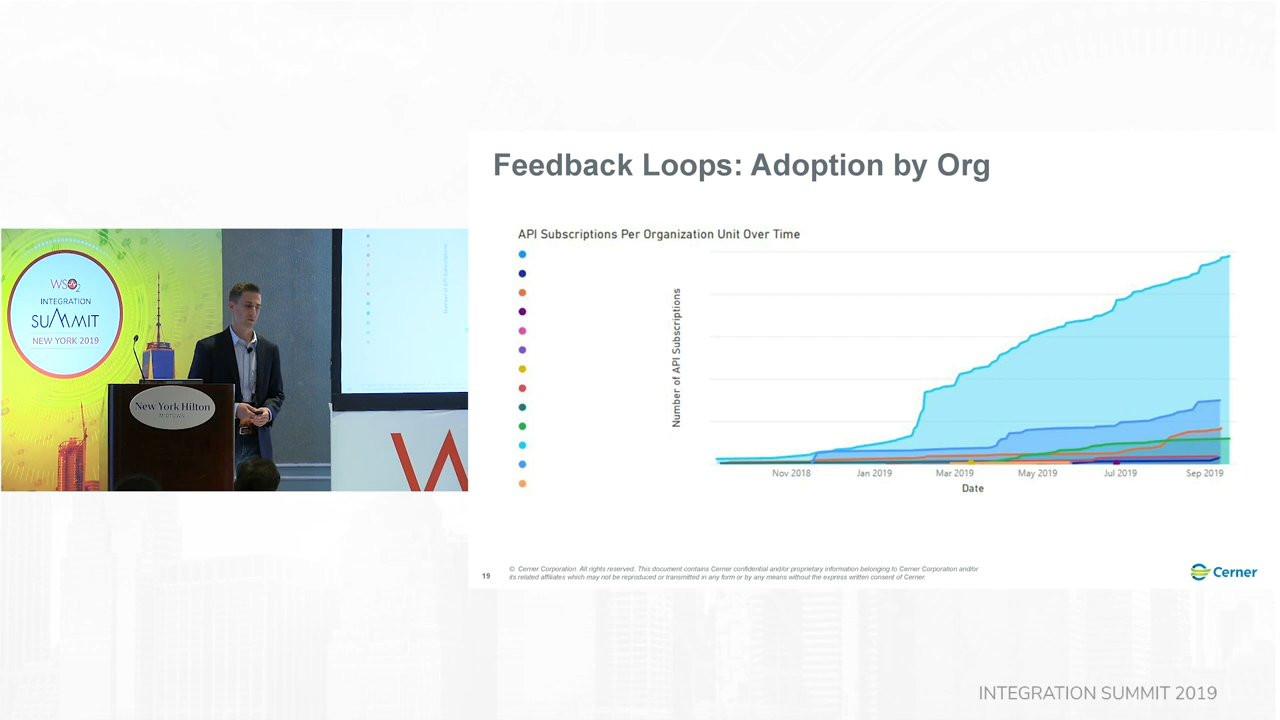 Feedback Loops: Adoption by Org
API Subscriptions Per Organization Unit Over Time
Number of API Subscriptions
Nov 2018
Jan 2019
Mar 2019
May 2019
Jul 2019
Sep 2019
Date
WSO2
INTEGRATION
SUMMIT
NEW YORK 2019
New York Hilton
MIDTOWN
W
19
© Cerner Corporation. All rights reserved. This document contains Cerner confidential and/or proprietary information belonging to Cerner Corporation and/or
its related affiliates which may not be reproduced or transmitted in any form or by any means without the express written consent of Cerner.
Cerner
INTEGRATION SUMMIT 2019